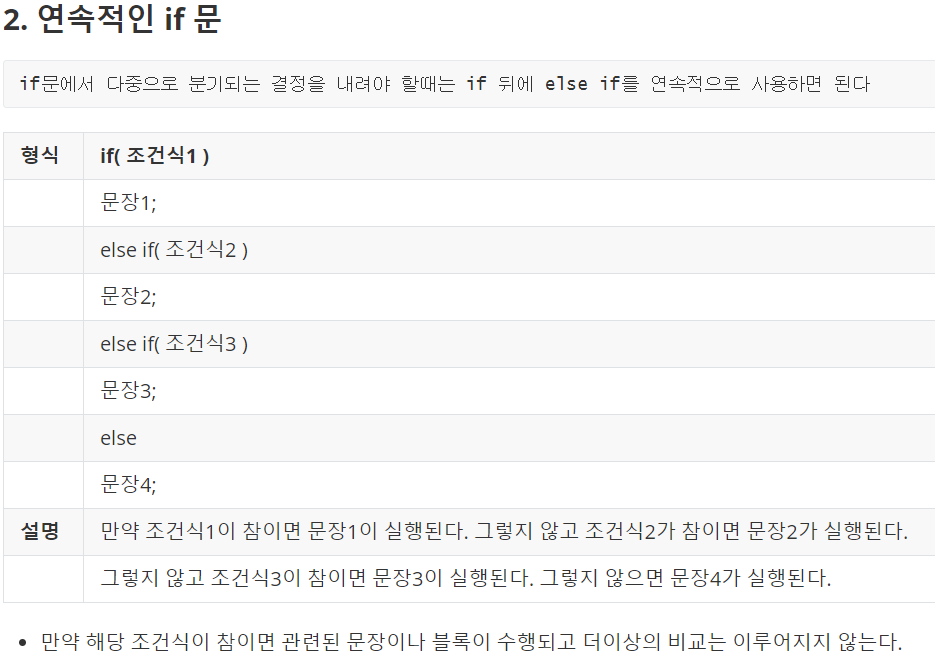 2. 연속적인 if 문
if문에서 다중으로 분기되는 결정을 내려야 할때는 if 뒤에 else if를 연속적으로 사용하면 된다
형식 if( 조건식1 )
문장1;
else if( 조건식2 )
문장2;
else if( 조건식3 )
문장3;
else
문장4;
설명 만약 조건식1이 참이면 문장1이 실행된다. 그렇지 않고 조건식2가 참이면 문장2가 실행된다.
그렇지 않고 조건식3이 참이면 문장3이 실행된다. 그렇지 않으면 문장4가 실행된다.
• 만약 해당 조건식이 참이면 관련된 문장이나 블록이 수행되고 더이상의 비교는 이루어지지 않는다.